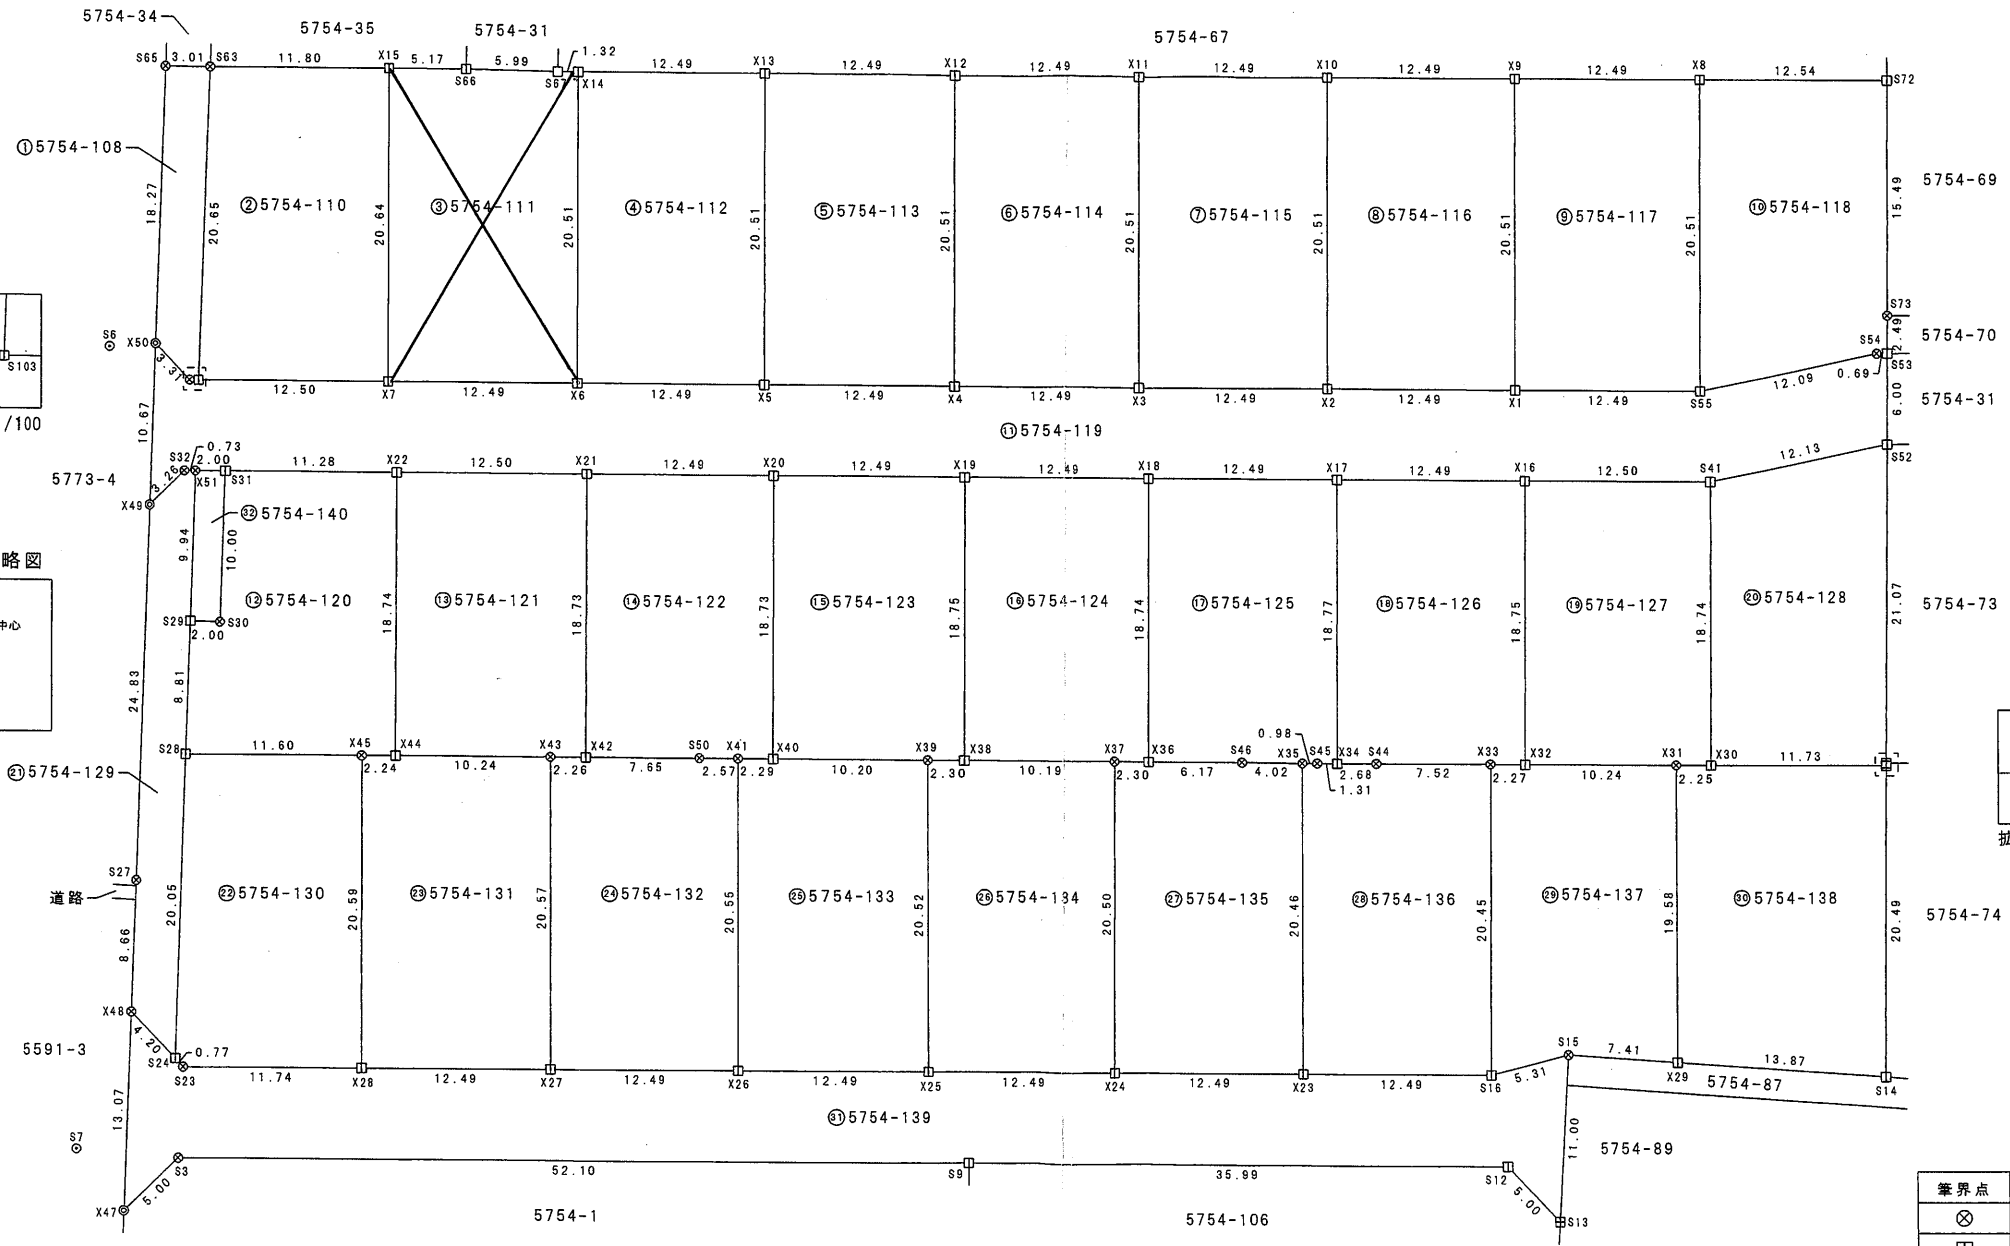 5754-34
5754-35
5754-31
5754-67
S65
3.01
S63
11.80
X15
5.17
S66
5.99
S67
1.32
X14
12.49
X13
12.49
X12
12.49
X11
12.49
X10
12.49
X9
12.49
X8
12.54
S72
①5754-108
18.27
20.65
②5754-110
20.64
③5754-111
20.51
④5754-112
20.51
⑤5754-113
20.51
⑥5754-114
20.51
⑦5754-115
20.51
⑧5754-116
20.51
⑨5754-117
20.51
⑩5754-118
15.49
5754-69
S73
2.49
5754-70
S54
S53
0.69
12.09
6.00
5754-31
S6
X50
3.31
12.50
X7
12.49
X6
12.49
X5
12.49
X4
12.49
X3
12.49
X2
12.49
X1
12.49
S55
S103
/100
10.67
⑪5754-119
5773-4
S32
0.73
2.00
X51
S31
3.26
X49
11.28
X22
12.50
X21
12.49
X20
12.49
X19
12.49
X18
12.49
X17
12.49
X16
12.50
S41
12.13
S52
㉜5754-140
9.94
10.00
略図
中心
S29
2.00
S30
⑫5754-120
18.74
⑬5754-121
18.73
⑭5754-122
18.73
⑮5754-123
18.75
⑯5754-124
18.74
⑰5754-125
18.77
⑱5754-126
18.75
⑲5754-127
18.74
⑳5754-128
21.07
5754-73
24.83
8.81
S28
11.60
X45
2.24
X44
10.24
X43
2.26
X42
7.65
S50
2.57
X41
2.29
X40
10.20
X39
2.30
X38
10.19
X37
2.30
X36
6.17
S46
4.02
X35
0.98
S45
1.31
X34
2.68
S44
7.52
X33
2.27
X32
10.24
X31
2.25
X30
11.73
㉑5754-129
S27
道路
8.66
20.05
㉒5754-130
20.59
㉓5754-131
20.57
㉔5754-132
20.55
㉕5754-133
20.52
㉖5754-134
20.50
㉗5754-135
20.46
㉘5754-136
20.45
㉙5754-137
19.58
㉚5754-138
20.49
5754-74
拡
X48
4.20
5591-3
S24
0.77
S23
11.74
X28
12.49
X27
12.49
X26
12.49
X25
12.49
X24
12.49
X23
12.49
S16
5.31
S15
7.41
X29
13.87
5754-87
S14
13.07
㉛5754-139
S7
S3
5.00
X47
52.10
S9
35.99
S12
5.00
S13
11.00
5754-89
5754-1
5754-106
筆界点